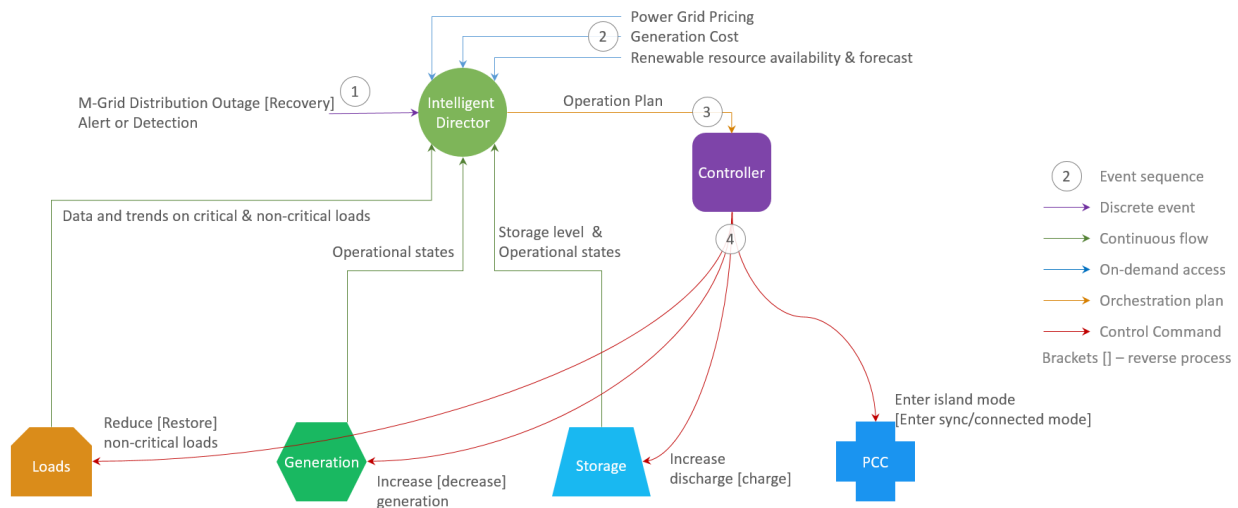 Power Grid Pricing
2
Generation Cost
Renewable resource availability & forecast
1
M-Grid Distribution Outage [Recovery]
Alert or Detection
Intelligent
Director
Operation Plan
3
Controller
2
Event sequence
Discrete event
Continuous flow
On-demand access
Orchestration plan
Control Command
Brackets [] – reverse process
Data and trends on critical & non-critical loads
Operational states
Storage level &
Operational states
4
Reduce [Restore]
non-critical loads
Loads
Generation
Increase [decrease]
generation
Storage
Increase
discharge [charge]
Enter island mode
[Enter sync/connected mode]
PCC